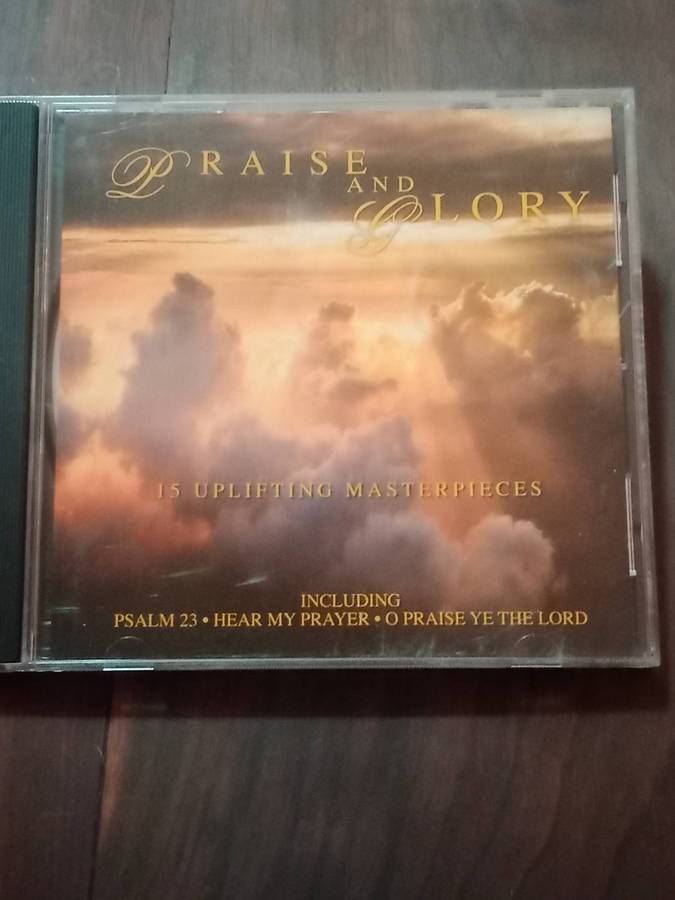 PRAISE
AND
GLORY
15 UPLIFTING MASTERPIECES
INCLUDING
PSALM 23 • HEAR MY PRAYER • O PRAISE YE THE LORD